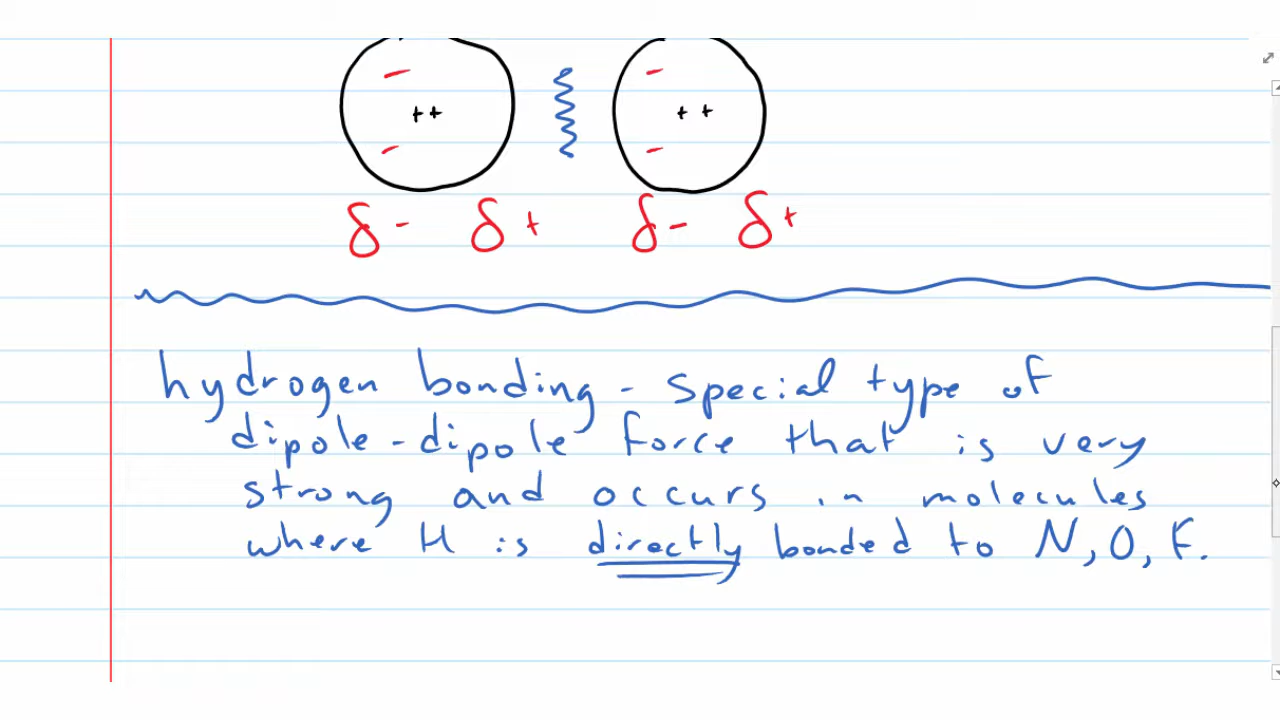 - -
++ ++
- -
δ- δ+ δ- δ+
hydrogen bonding - special type of
dipole-dipole force that is very
strong and occurs in molecules
where H is directly bonded to N, O, F.